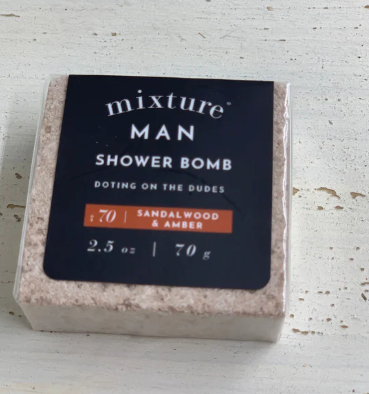 mixture
MAN
SHOWER BOMB
DOTING ON THE DUDES
70 | SANDALWOOD
& AMBER
2.5 oz | 70 g